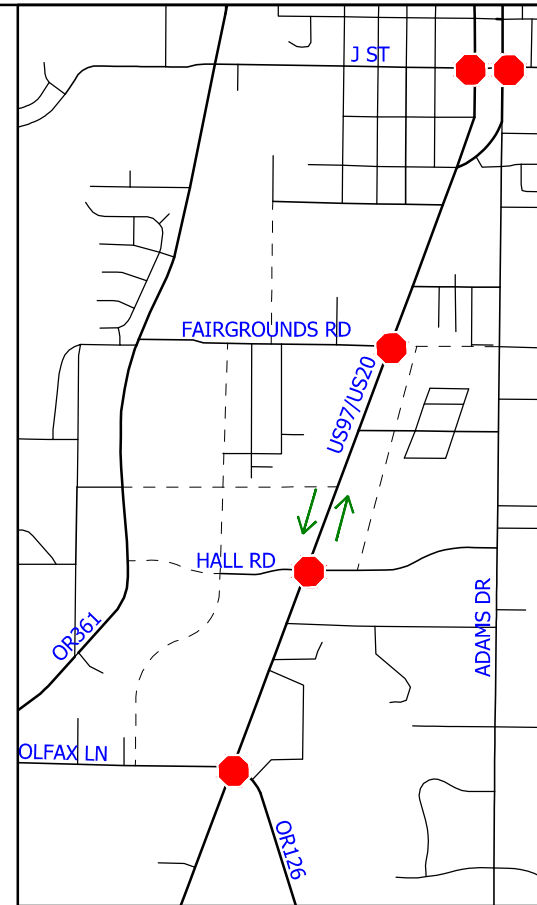 J ST
FAIRGROUNDS RD
US97/US20
HALL RD
ADAMS DR
OR361
OLFAX LN
OR126